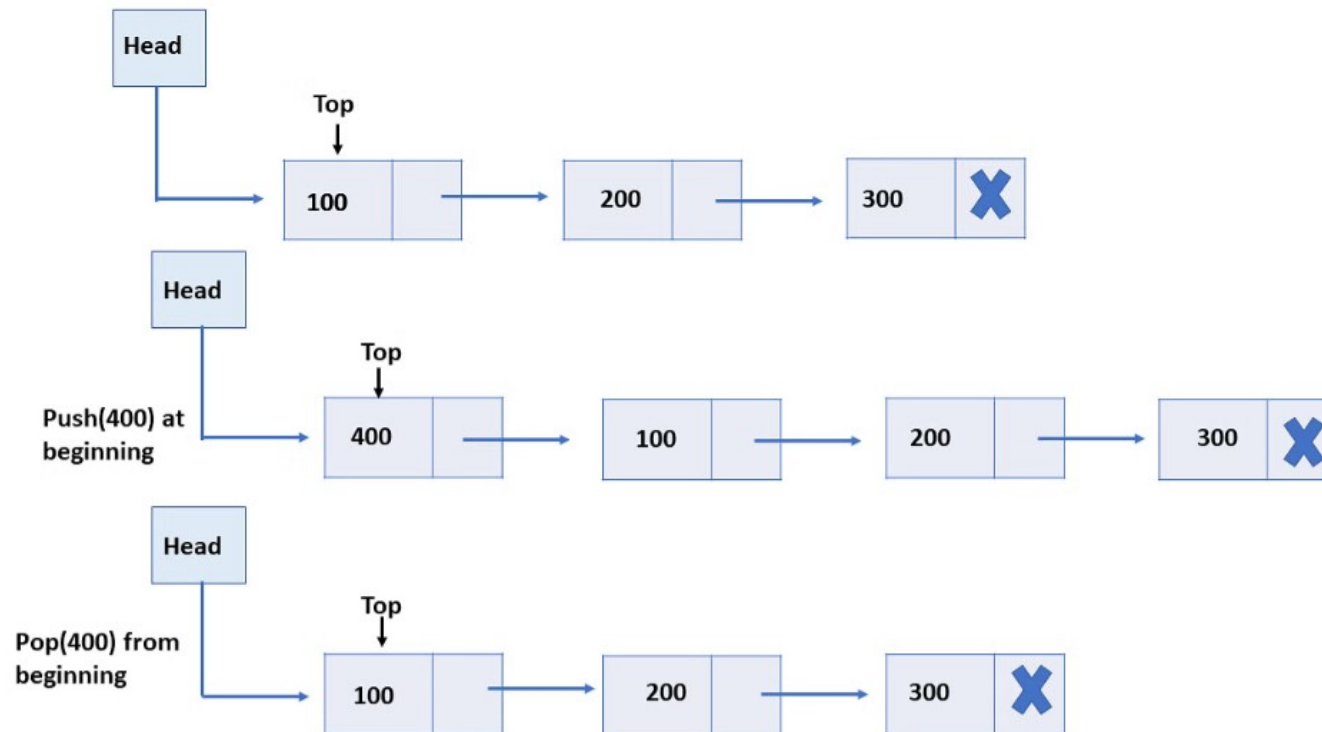 Head
Top
100
200
300
Head
Top
Push(400) at
beginning
400
100
200
300
Head
Top
Pop(400) from
beginning
100
200
300